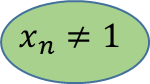 xₙ ≠ 1